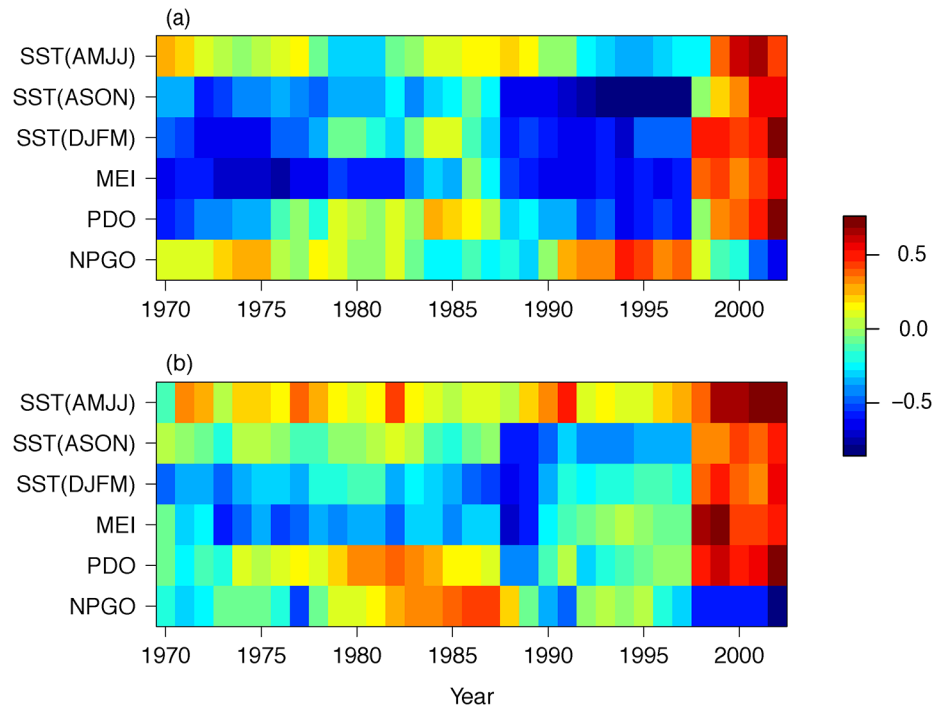 (a)
SST(AMJJ)
SST(ASON)
SST(DJFM)
MEI
PDO
NPGO
1970 1975 1980 1985 1990 1995 2000
0.5
0.0
−0.5
(b)
SST(AMJJ)
SST(ASON)
SST(DJFM)
MEI
PDO
NPGO
1970 1975 1980 1985 1990 1995 2000
Year